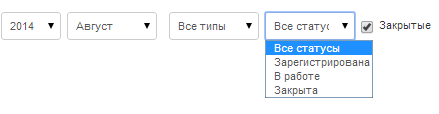 2014 Август Все типы Все статус Закрытые
Все статусы
Зарегистрирована
В работе
Закрыта